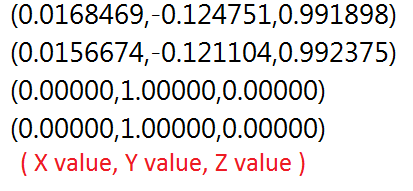 (0.0168469,-0.124751,0.991898)
(0.0156674,-0.121104,0.992375)
(0.00000,1.00000,0.00000)
(0.00000,1.00000,0.00000)
( X value, Y value, Z value )